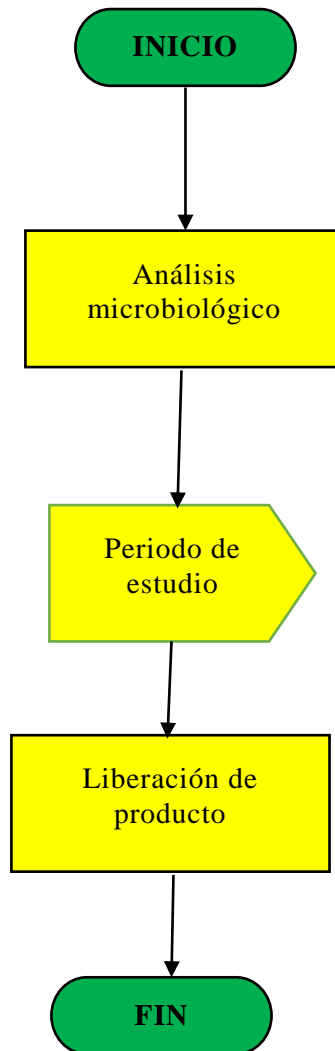 INICIO
Análisis
microbiológico
Periodo de
estudio
Liberación de
producto
FIN